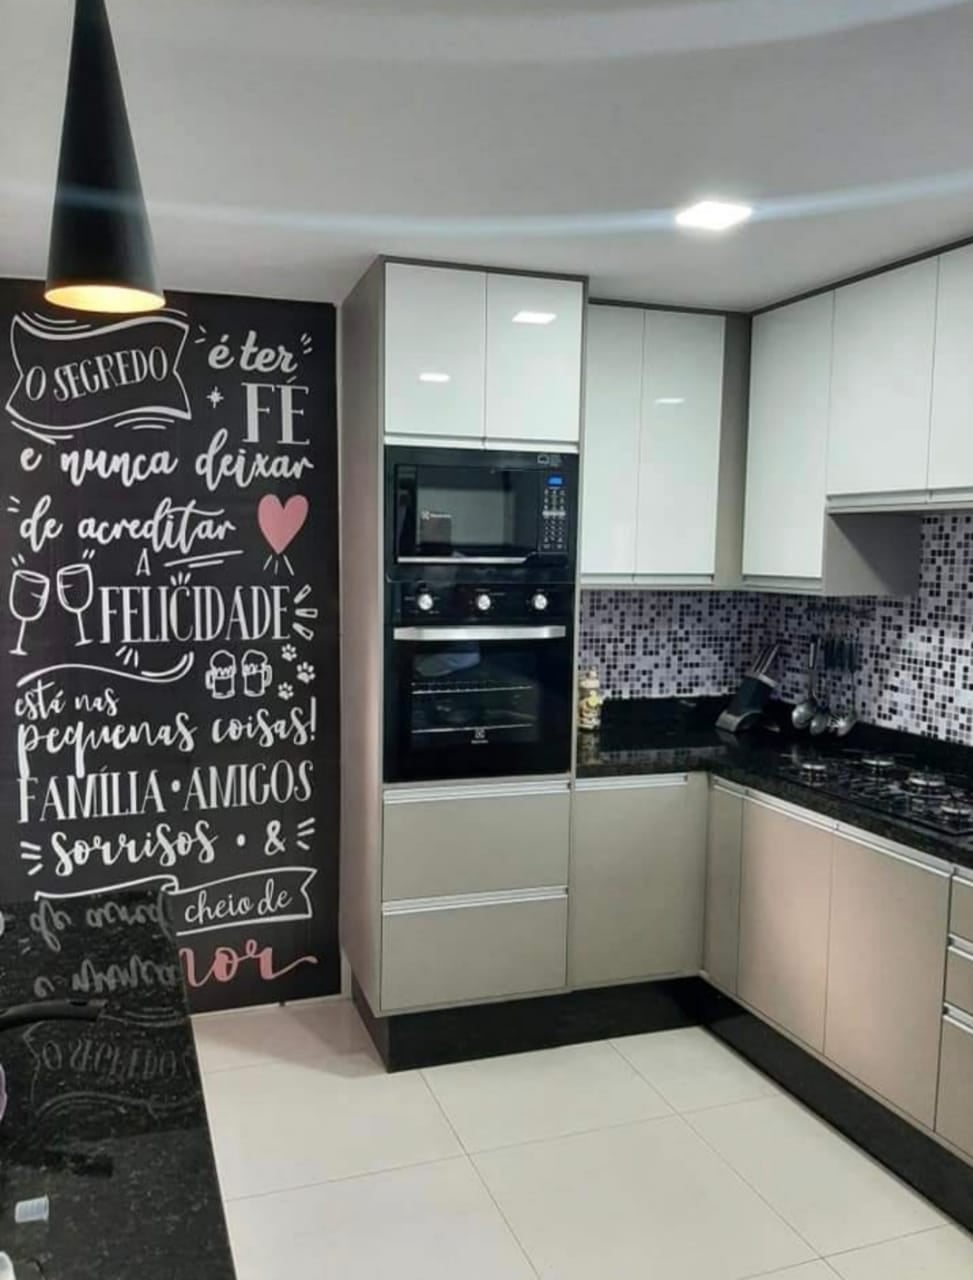 O SEGREDO
é ter
FÉ
e nunca deixar
de acreditar
A
FELICIDADE
está nas
pequenas coisas!
FAMÍLIA • AMIGOS
sorrisos • &
cheio de